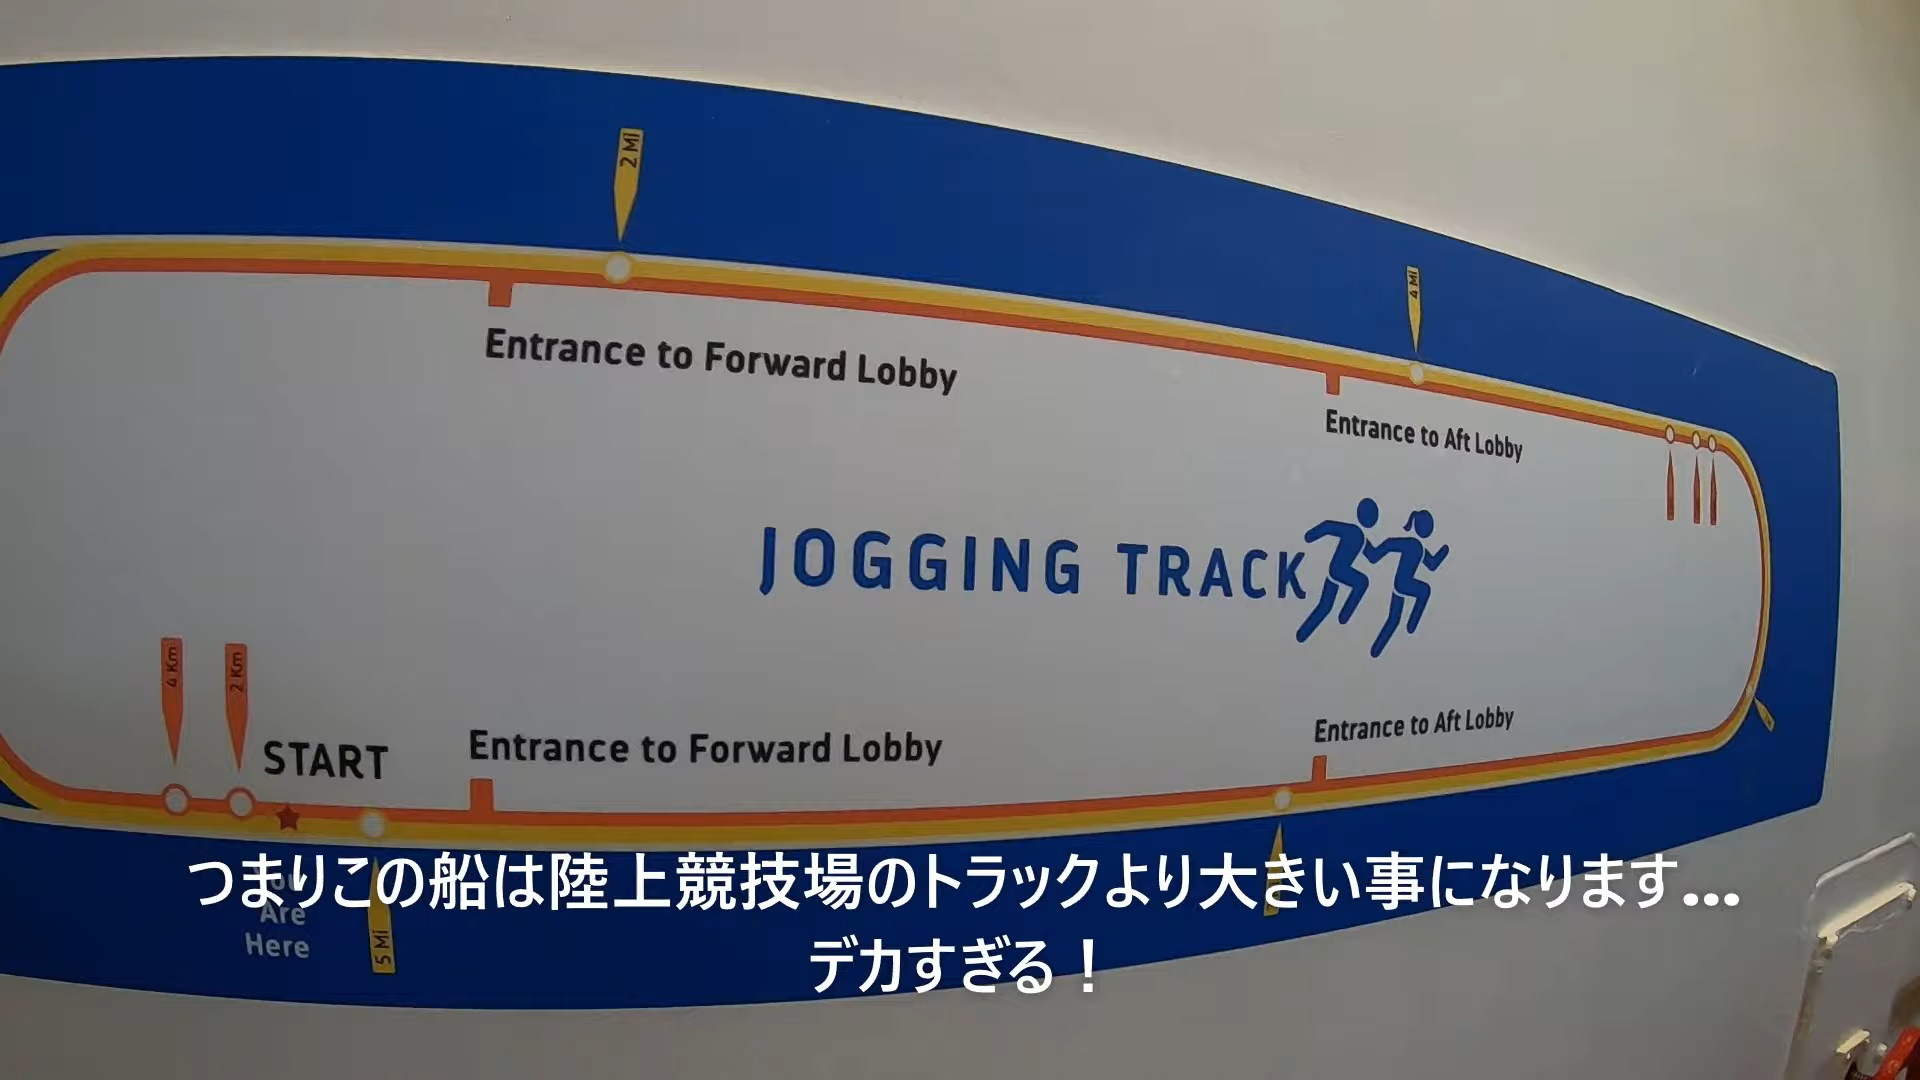 2 Mi
4 Mi
Entrance to Forward Lobby
Entrance to Aft Lobby
JOGGING TRACK
4 Km
2 Km
START
Entrance to Forward Lobby
Entrance to Aft Lobby
つまりこの船は陸上競技場のトラックより大きい事になります...
デカすぎる！
You
Are
Here
5 Mi